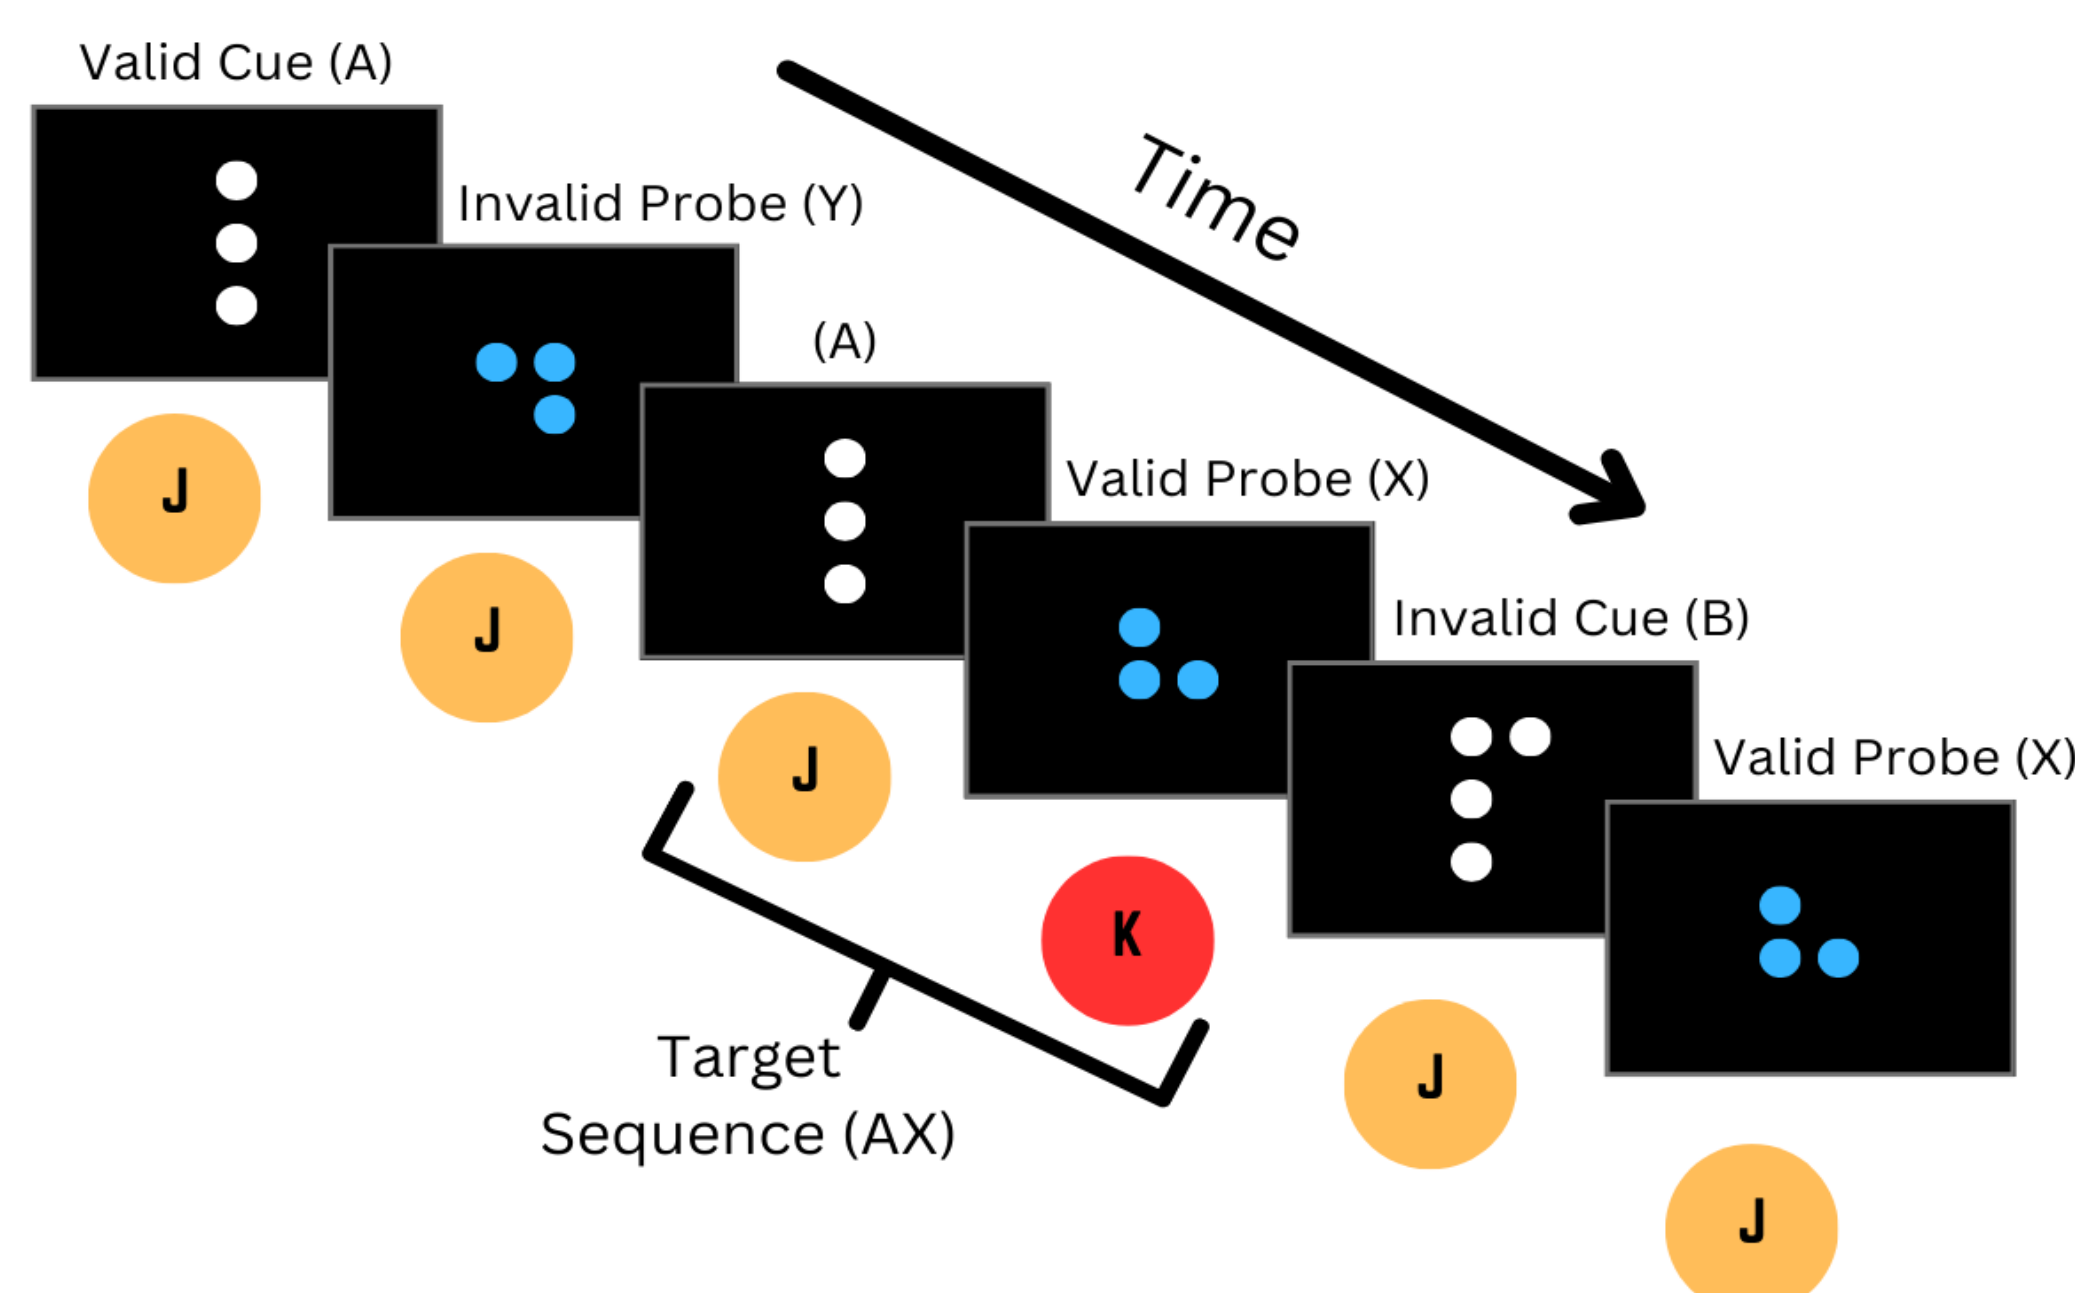 Valid Cue (A)
Time
Invalid Probe (Y)
(A)
Valid Probe (X)
Invalid Cue (B)
Valid Probe (X)
J
J
J
K
J
J
Target
Sequence (AX)